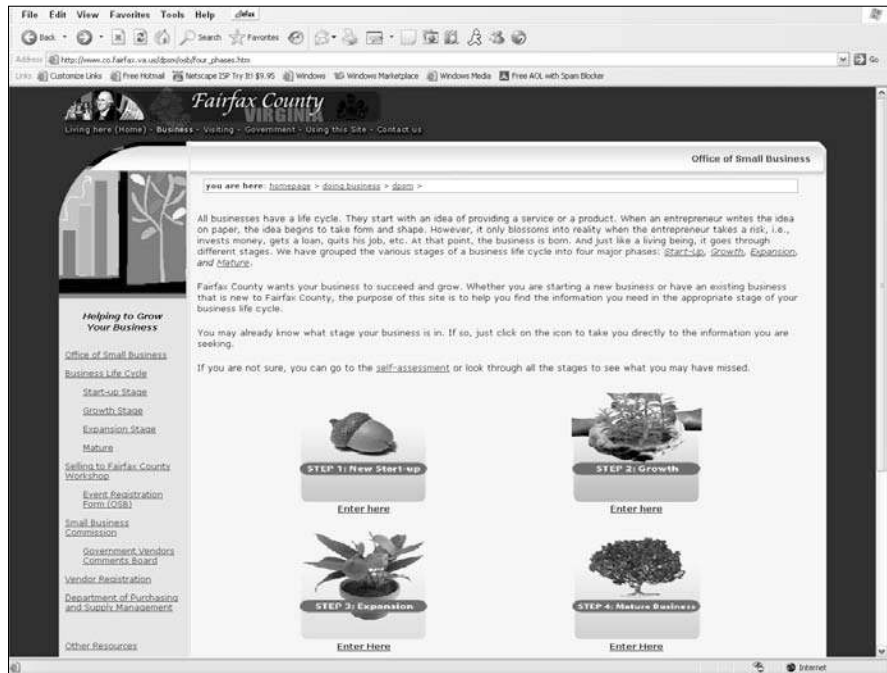 File Edit View Favorites Tools Help
Back Search Favorites
Address http://www.co.fairfax.va.us/dpsm/osb/four_phases.htm Go
Links Customize Links Free Hotmail Netscape ISP Try It! $9.95 Windows Windows Marketplace Windows Media Free AOL with Spam Blocker
Fairfax County
VIRGINIA
Living here (Home) - Business - Visiting - Government - Using this Site - Contact us
Office of Small Business
you are here: homepage > doing business > dpsm >
All businesses have a life cycle. They start with an idea of providing a service or a product. When an entrepreneur writes the idea
on paper, the idea begins to take form and shape. However, it only blossoms into reality when the entrepreneur takes a risk, i.e.,
invests money, gets a loan, quits his job, etc. At that point, the business is born. And just like a living being, it goes through
different stages. We have grouped the various stages of a business life cycle into four major phases: Start-up, Growth, Expansion,
and Mature.
Fairfax County wants your business to succeed and grow. Whether you are starting a new business or have an existing business
that is new to Fairfax County, the purpose of this site is to help you find the information you need in the appropriate stage of your
business life cycle.
You may already know what stage your business is in. If so, just click on the icon to take you directly to the information you are
seeking.
If you are not sure, you can go to the self-assessment or look through all the stages to see what you may have missed.
Helping to Grow
Your Business
Office of Small Business
Business Life Cycle
Start-up Stage
Growth Stage
Expansion Stage
Mature
Selling to Fairfax County
Workshop
Event Registration
Form (OSB)
Small Business
Commission
Government Vendors
Comments Board
Vendor Registration
Department of Purchasing
and Supply Management
Other Resources
STEP 1: New Start-up
Enter here
STEP 2: Growth
Enter here
STEP 3: Expansion
Enter Here
STEP 4: Mature Business
Enter Here
Internet